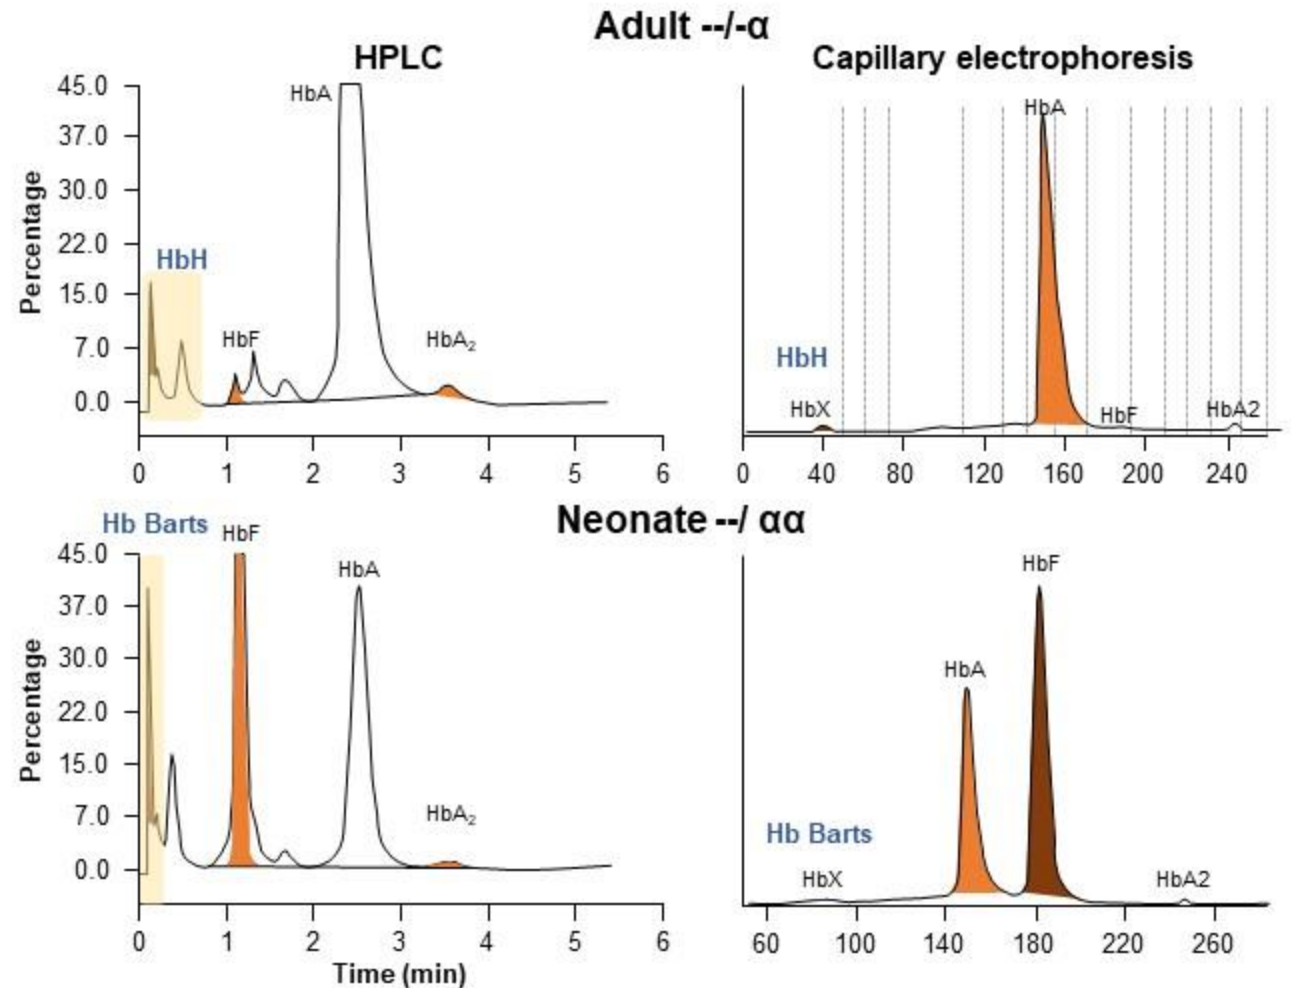 Adult --/-α
HPLC
Capillary electrophoresis
Percentage
45.0
37.0
30.0
22.0
15.0
7.0
0.0
HbA
HbH
HbF
HbA₂
0 1 2 3 4 5 6
HbA
HbH
HbX
HbF
HbA2
0 40 80 120 160 200 240
Neonate --/ αα
Hb Barts
HbF
Percentage
45.0
37.0
30.0
22.0
15.0
7.0
0.0
HbA
HbA₂
0 1 2 3 4 5 6
Time (min)
HbF
HbA
Hb Barts
HbX
HbA2
60 100 140 180 220 260